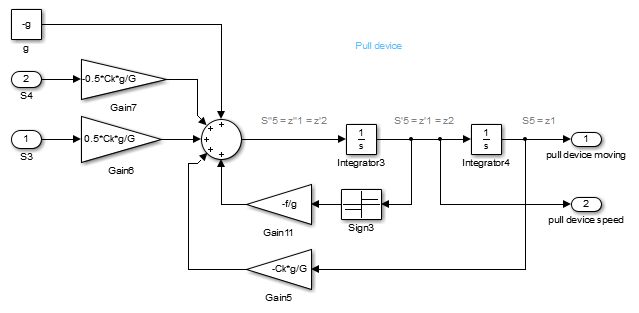 -g
g
Pull device
2
S4
-0.5*Ck*g/G
Gain7
1
S3
0.5*Ck*g/G
Gain6
+
+
+
+
+
S''5 = z''1 = z'2
1
s
Integrator3
S'5 = z'1 = z2
1
s
Integrator4
S5 = z1
1
pull device moving
2
pull device speed
-f/g
Gain11
Sign3
-Ck*g/G
Gain5